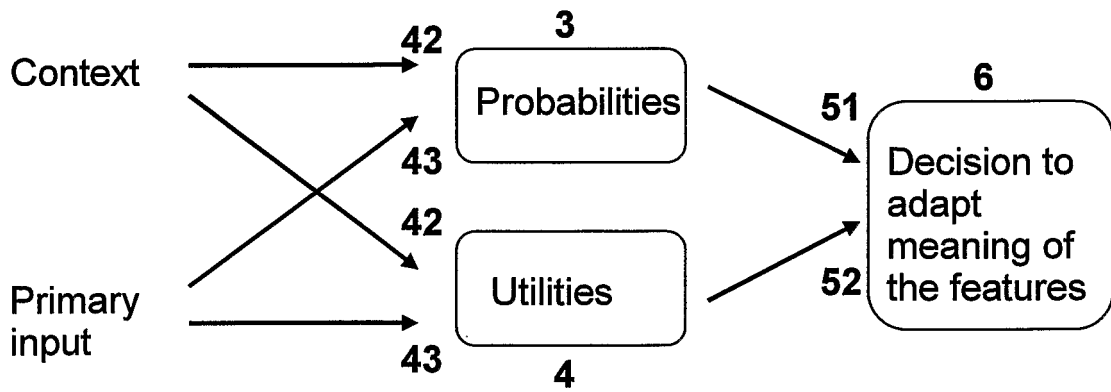 3
42
Context
6
Probabilities
51
43
Decision to
adapt
meaning of
the features
42
52
Utilities
Primary
input
43
4